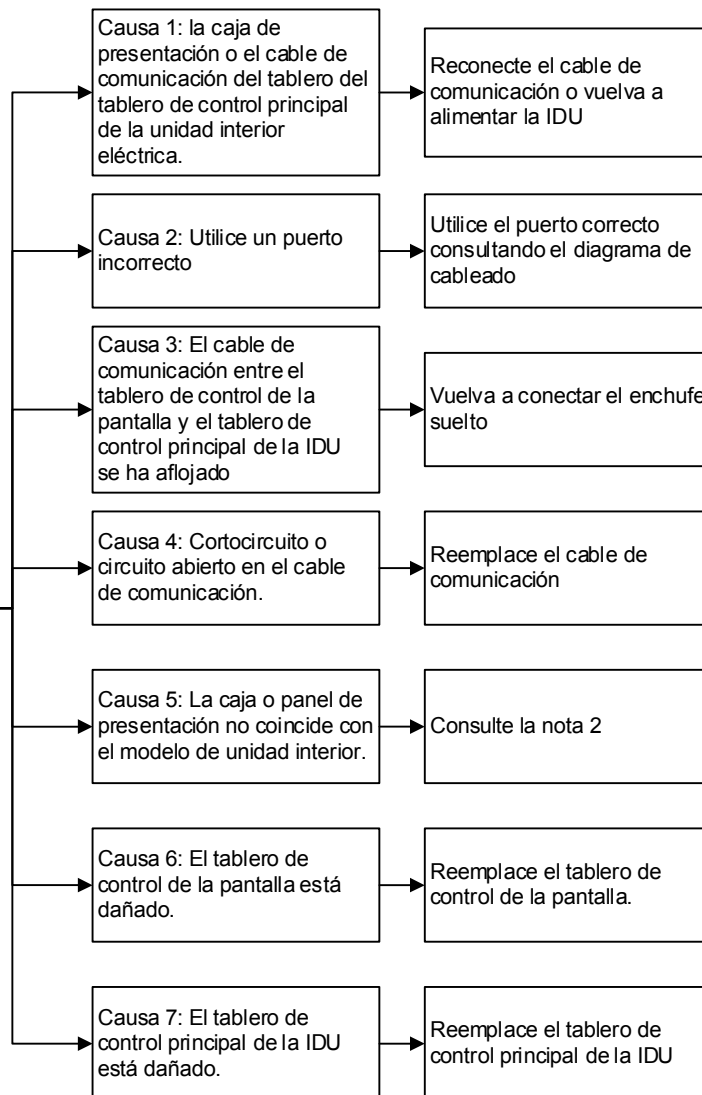 Causa 1: la caja de
presentación o el cable de
comunicación del tablero del
tablero de control principal
de la unidad interior
eléctrica.
Reconecte el cable de
comunicación o vuelva a
alimentar la IDU
Causa 2: Utilice un puerto
incorrecto
Utilice el puerto correcto
consultando el diagrama de
cableado
Causa 3: El cable de
comunicación entre el
tablero de control de la
pantalla y el tablero de
control principal de la IDU
se ha aflojado
Vuelva a conectar el enchufe
suelto
Causa 4: Cortocircuito o
circuito abierto en el cable
de comunicación.
Reemplace el cable de
comunicación
Causa 5: La caja o panel de
presentación no coincide con
el modelo de unidad interior.
Consulte la nota 2
Causa 6: El tablero de
control de la pantalla está
dañado.
Reemplace el tablero de
control de la pantalla.
Causa 7: El tablero de
control principal de la IDU
está dañado.
Reemplace el tablero de
control principal de la IDU